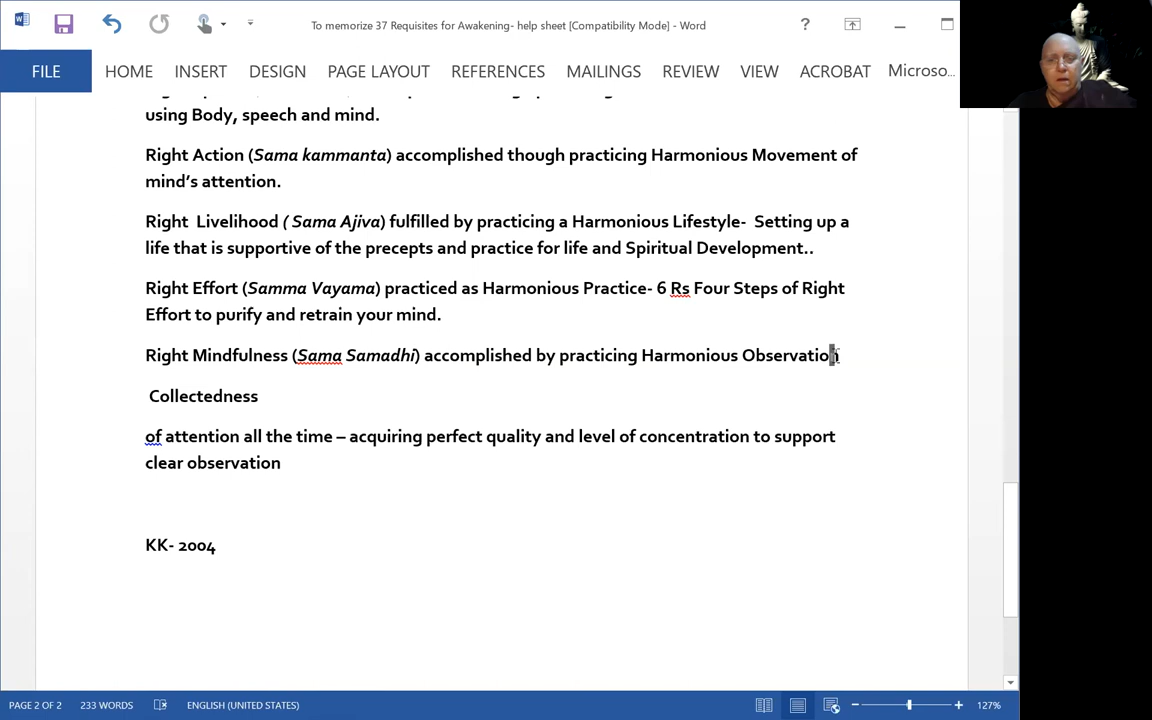 To memorize 37 Requisites for Awakening- help sheet [Compatibility Mode] - Word
?
FILE HOME INSERT DESIGN PAGE LAYOUT REFERENCES MAILINGS REVIEW VIEW ACROBAT Microso...
using Body, speech and mind.
Right Action (Sama kammanta) accomplished though practicing Harmonious Movement of
mind's attention.
Right Livelihood ( Sama Ajiva) fulfilled by practicing a Harmonious Lifestyle- Setting up a
life that is supportive of the precepts and practice for life and Spiritual Development..
Right Effort (Samma Vayama) practiced as Harmonious Practice- 6 Rs Four Steps of Right
Effort to purify and retrain your mind.
Right Mindfulness (Sama Samadhi) accomplished by practicing Harmonious Observation
Collectedness
of attention all the time – acquiring perfect quality and level of concentration to support
clear observation
KK- 2004
PAGE 2 OF 2 233 WORDS ENGLISH (UNITED STATES) 127%